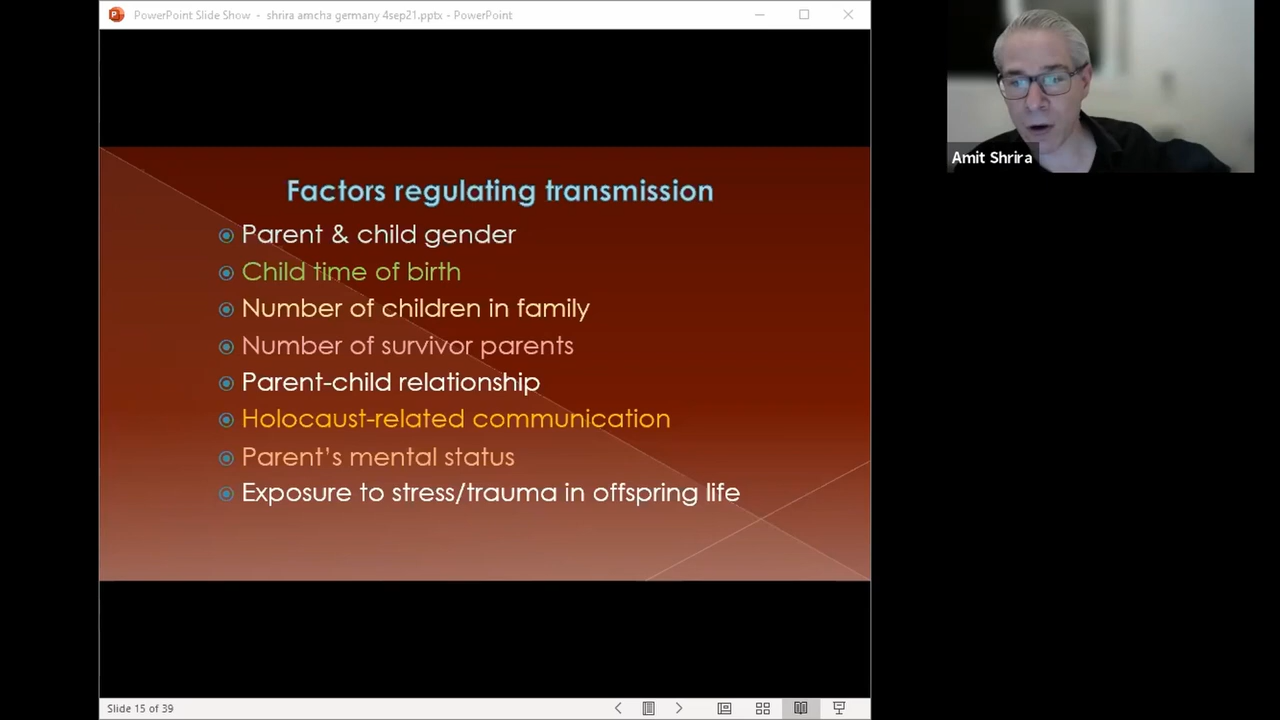 PowerPoint Slide Show - shrira amcha germany 4sep21.pptx - PowerPoint
Factors regulating transmission
Parent & child gender
Child time of birth
Number of children in family
Number of survivor parents
Parent-child relationship
Holocaust-related communication
Parent's mental status
Exposure to stress/trauma in offspring life
Slide 15 of 39
Amit Shrira